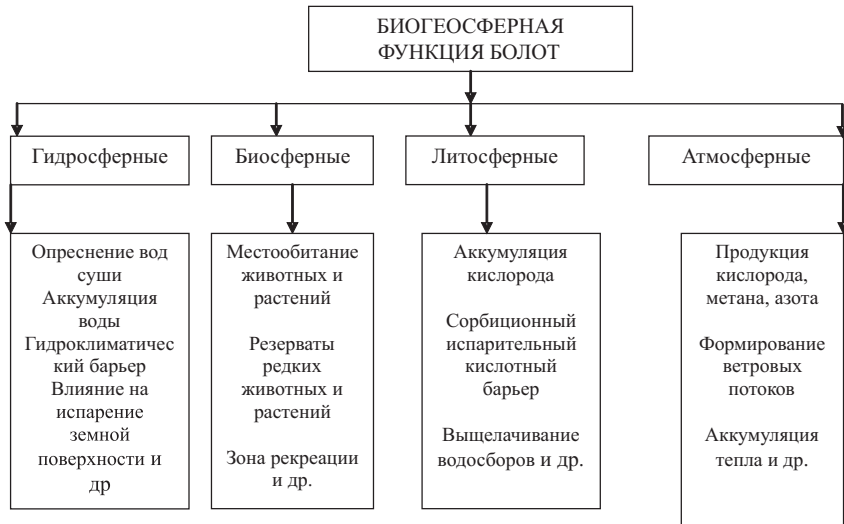 БИОГЕОСФЕРНАЯ
ФУНКЦИЯ БОЛОТ
Гидросферные
Биосферные
Литосферные
Атмосферные
Опреснение вод
суши
Аккумуляция
воды
Гидроклиматичес
кий барьер
Влияние на
испарение
земной
поверхности и
др
Местообитание
животных и
растений
Резерваты
редких
животных и
растений
Зона рекреации
и др.
Аккумуляция
кислорода
Сорбиционный
испарительный
кислотный
барьер
Выщелачивание
водосборов и др.
Продукция
кислорода,
метана, азота
Формирование
ветровых
потоков
Аккумуляция
тепла и др.